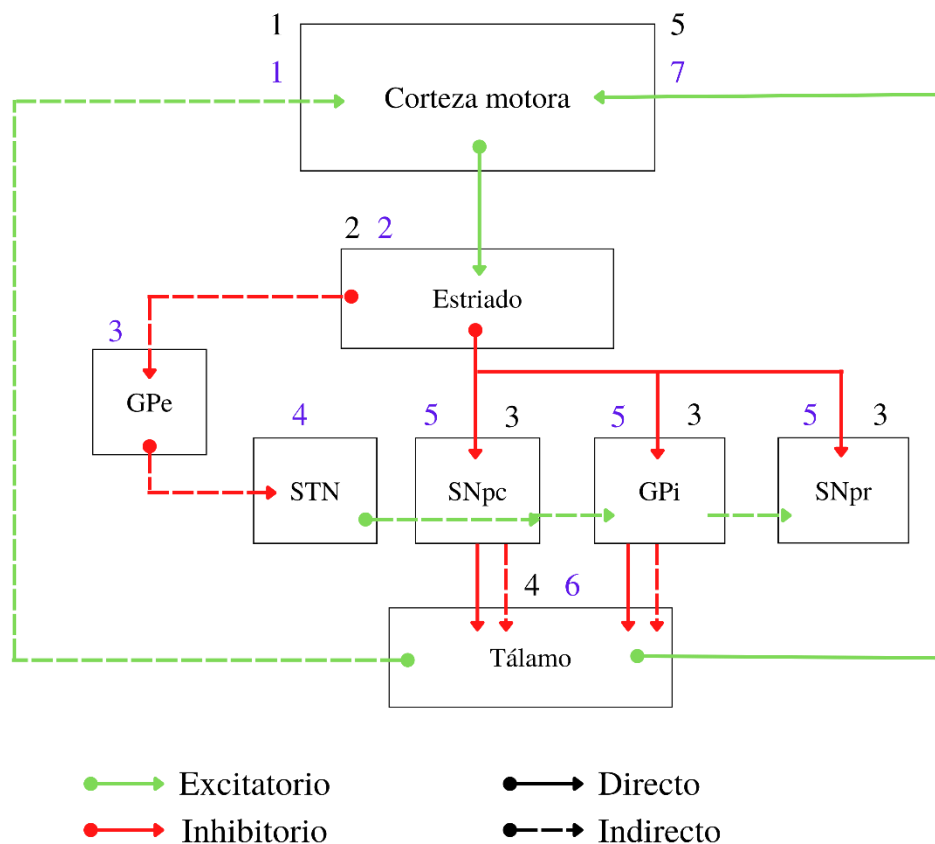 1 5
1 7
Corteza motora
2 2
Estriado
3
GPe
4 5 3 5 3 5 3
STN SNpc GPi SNpr
4 6
Tálamo
Excitatorio Directo
Inhibitorio Indirecto